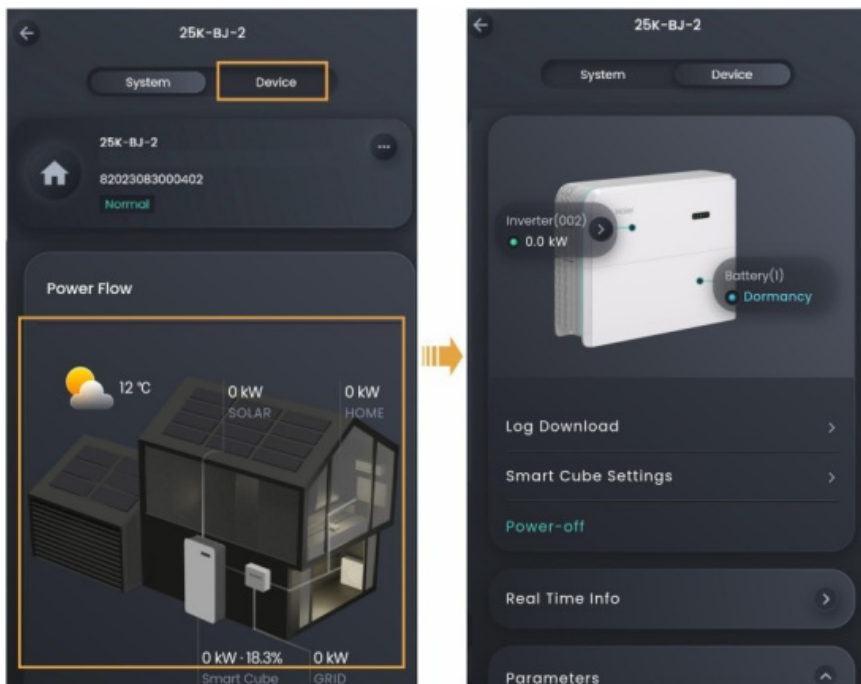 25K-BJ-2
System Device
25K-BJ-2
82023083000402
Normal
Power Flow
12 ℃
0 kW
SOLAR
0 kW
HOME
0 kW · 18.3%
Smart Cube
0 kW
GRID
25K-BJ-2
System Device
Inverter(002)
0.0 kW
Battery(1)
Dormancy
Log Download
Smart Cube Settings
Power-off
Real Time Info
Parameters